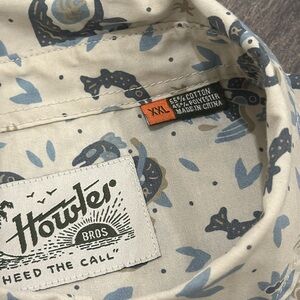 XXL
55% COTTON
45% POLYESTER
MADE IN CHINA
Howler
BROS
HEED THE CALL"